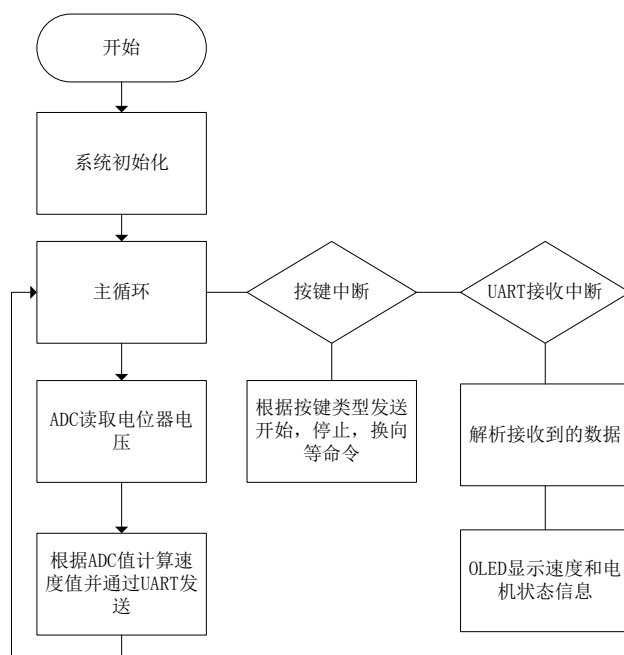 开始
系统初始化
主循环
按键中断
UART接收中断
ADC读取电位器电
压
根据按键类型发送
开始，停止，换向
等命令
解析接收到的数据
根据ADC值计算速
度值并通过UART发
送
OLED显示速度和电
机状态信息